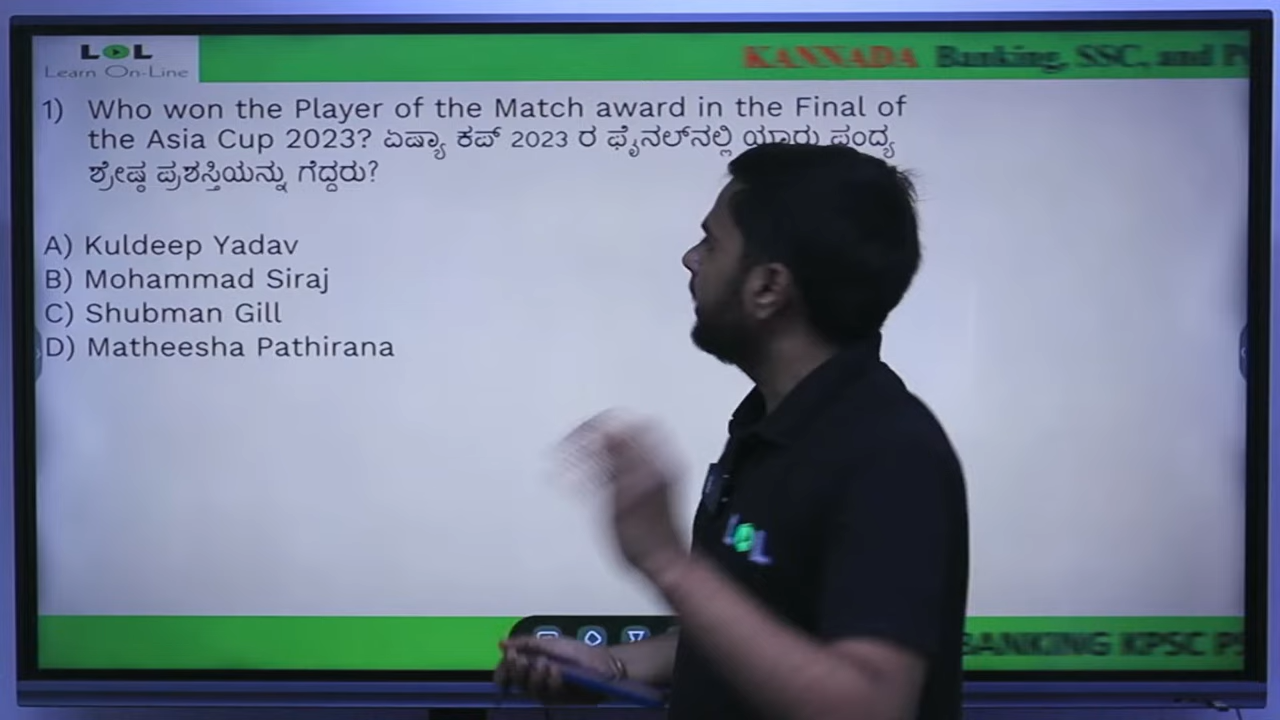 LOL
Learn On-Line
KANNADA Banking, SSC, and
1) Who won the Player of the Match award in the Final of
the Asia Cup 2023? ಏಷ್ಯಾ ಕಪ್ 2023 ರ ಫೈನಲ್‌ನಲ್ಲಿ ಯಾರು ಪಂದ್ಯ
ಶ್ರೇಷ್ಠ ಪ್ರಶಸ್ತಿಯನ್ನು ಗೆದ್ದರು?
A) Kuldeep Yadav
B) Mohammad Siraj
C) Shubman Gill
D) Matheesha Pathirana
LOL
BANKING KPSC